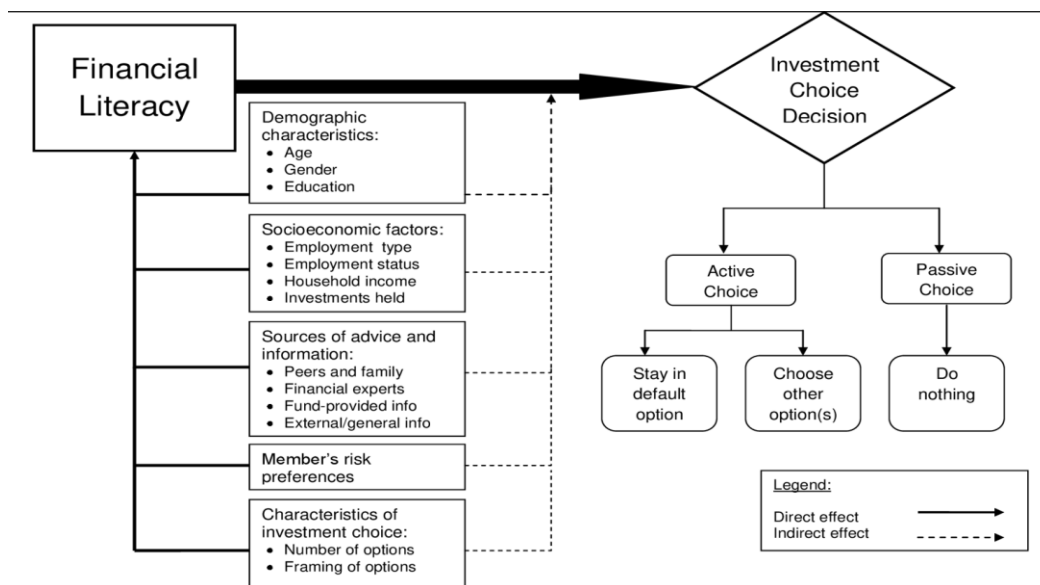 Financial
Literacy
Investment
Choice
Decision
Demographic
characteristics:
• Age
• Gender
• Education
Socioeconomic factors:
• Employment type
• Employment status
• Household income
• Investments held
Sources of advice and
information:
• Peers and family
• Financial experts
• Fund-provided info
• External/general info
Member's risk
preferences
Characteristics of
investment choice:
• Number of options
• Framing of options
Active
Choice
Passive
Choice
Stay in
default
option
Choose
other
option(s)
Do
nothing
Legend:
Direct effect
Indirect effect